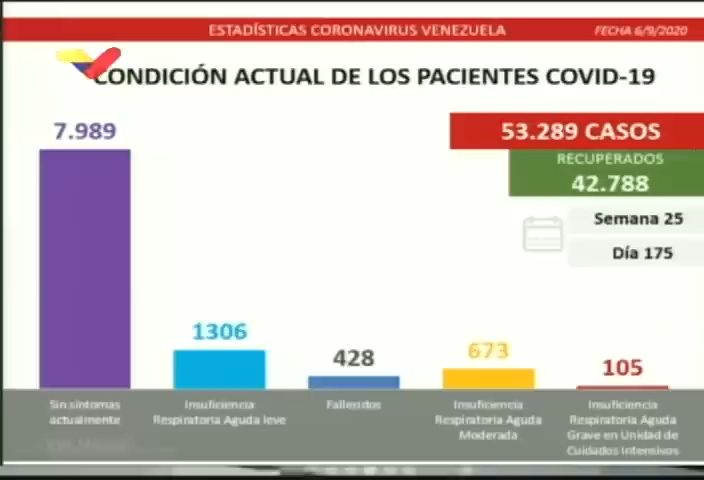 ESTADÍSTICAS CORONAVIRUS VENEZUELA
FECHA 6/9/2020
CONDICIÓN ACTUAL DE LOS PACIENTES COVID-19
7.989
53.289 CASOS
RECUPERADOS
42.788
Semana 25
Día 175
1306
428
673
105
Sin síntomas
actualmente
Insuficiencia
Respiratoria Aguda leve
Fallecidos
Insuficiencia
Respiratoria Aguda
Moderada
Insuficiencia
Respiratoria Aguda
Grave en Unidad de
Cuidados Intensivos